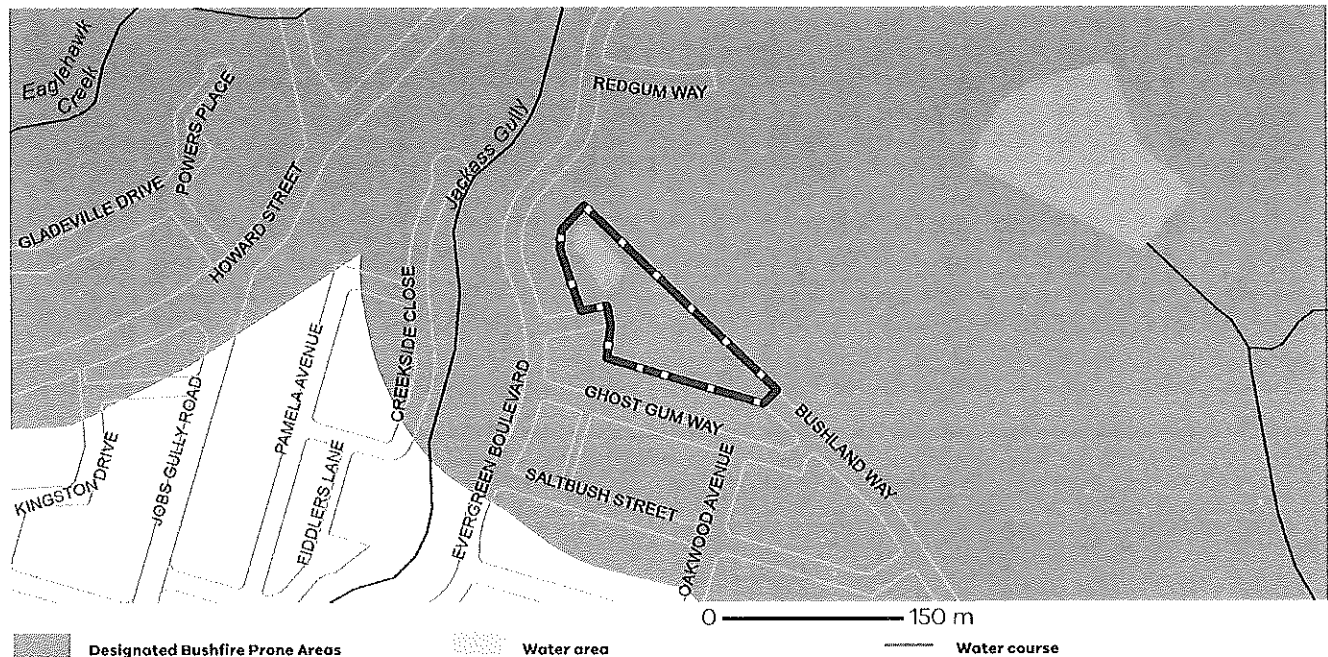 Eaglehawk
Creek
POWERS PLACE
GLADEVILLE DRIVE
HOWARD STREET
Jackass Gully
REDGUM WAY
CREEKSIDE CLOSE
PAMELA AVENUE
JOBS GULLY ROAD
KINGSTON DRIVE
FIDDLERS LANE
EVERGREEN BOULEVARD
GHOST GUM WAY
BUSHLAND WAY
SALTBUSH STREET
OAKWOOD AVENUE
0 150 m
Designated Bushfire Prone Areas
Water area
Water course